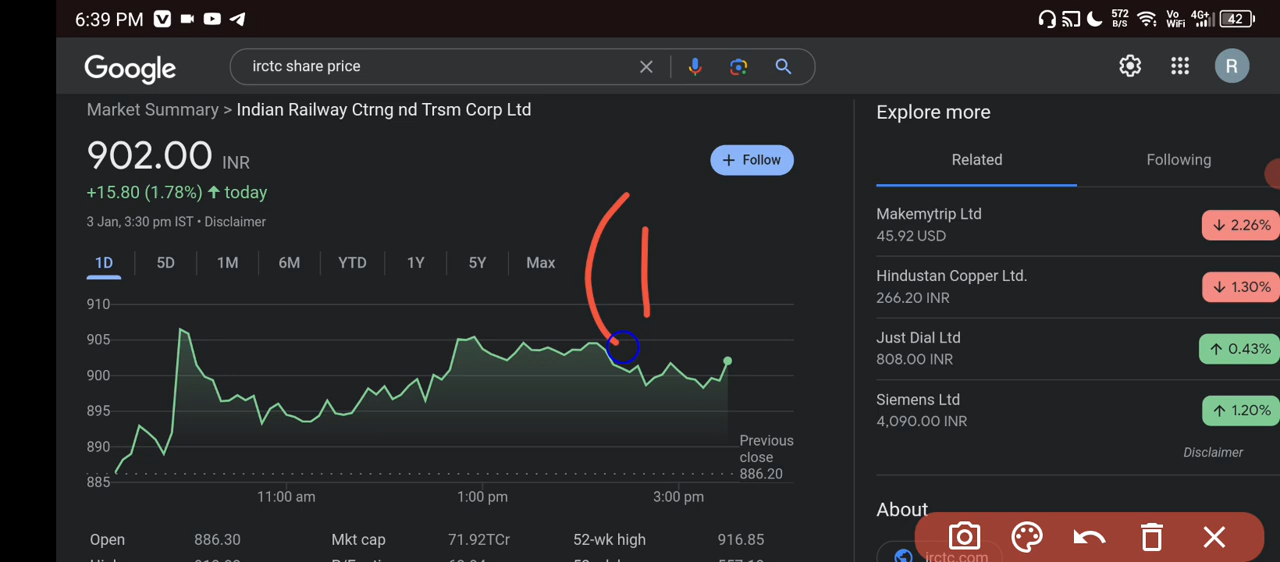 6:39 PM
572 B/S Vo WiFi 4G+ 42
Google
irctc share price
R
Market Summary > Indian Railway Ctrng nd Trsm Corp Ltd
902.00 INR
+15.80 (1.78%) ↑ today
3 Jan, 3:30 pm IST • Disclaimer
+ Follow
1D 5D 1M 6M YTD 1Y 5Y Max
910
905
900
895
890
885
Previous
close
886.20
11:00 am 1:00 pm 3:00 pm
Open 886.30 Mkt cap 71.92TCr 52-wk high 916.85
Explore more
Related Following
Makemytrip Ltd
45.92 USD
↓ 2.26%
Hindustan Copper Ltd.
266.20 INR
↓ 1.30%
Just Dial Ltd
808.00 INR
↑ 0.43%
Siemens Ltd
4,090.00 INR
↑ 1.20%
Disclaimer
About
irctc.com